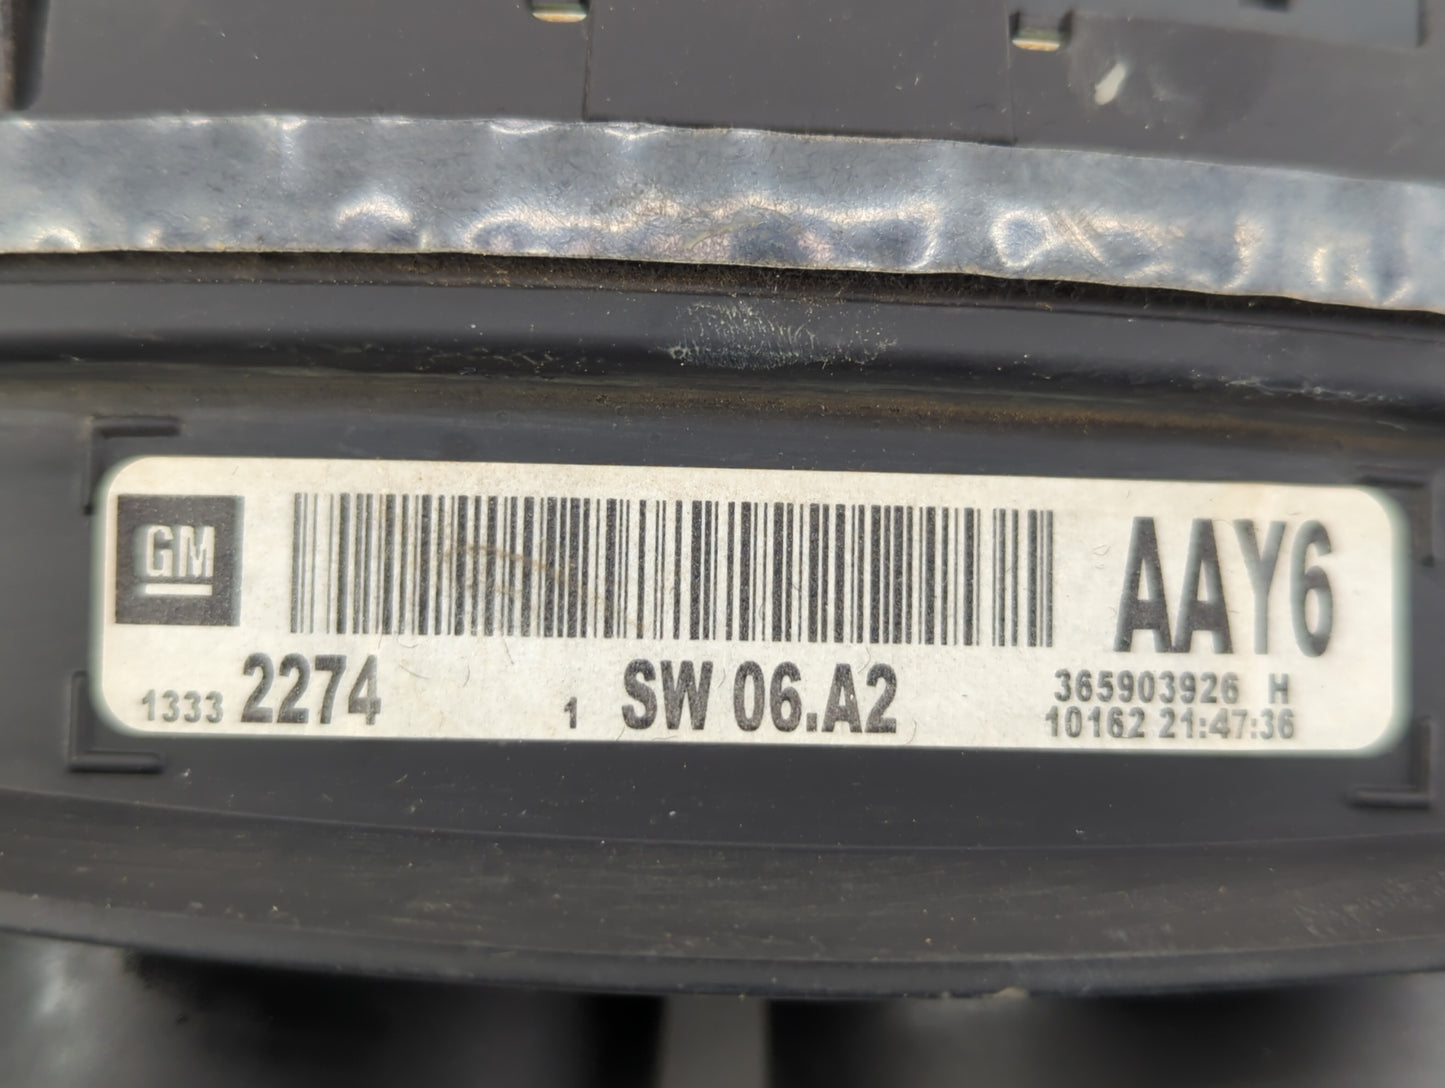 GM
AAY6
1333 2274 1 SW 06.A2
365903926 H
10162 21:47:36